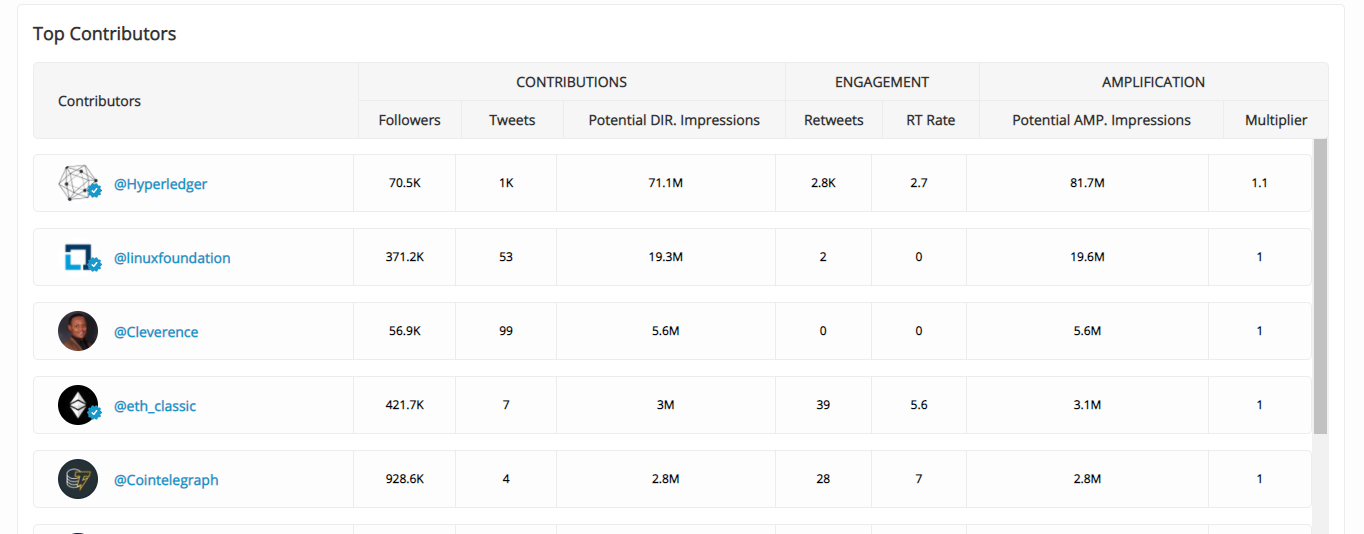 Top Contributors
Contributors CONTRIBUTIONS ENGAGEMENT AMPLIFICATION
Followers Tweets Potential DIR. Impressions Retweets RT Rate Potential AMP. Impressions Multiplier
@Hyperledger 70.5K 1K 71.1M 2.8K 2.7 81.7M 1.1
@linuxfoundation 371.2K 53 19.3M 2 0 19.6M 1
@Cleverence 56.9K 99 5.6M 0 0 5.6M 1
@eth_classic 421.7K 7 3M 39 5.6 3.1M 1
@Cointelegraph 928.6K 4 2.8M 28 7 2.8M 1